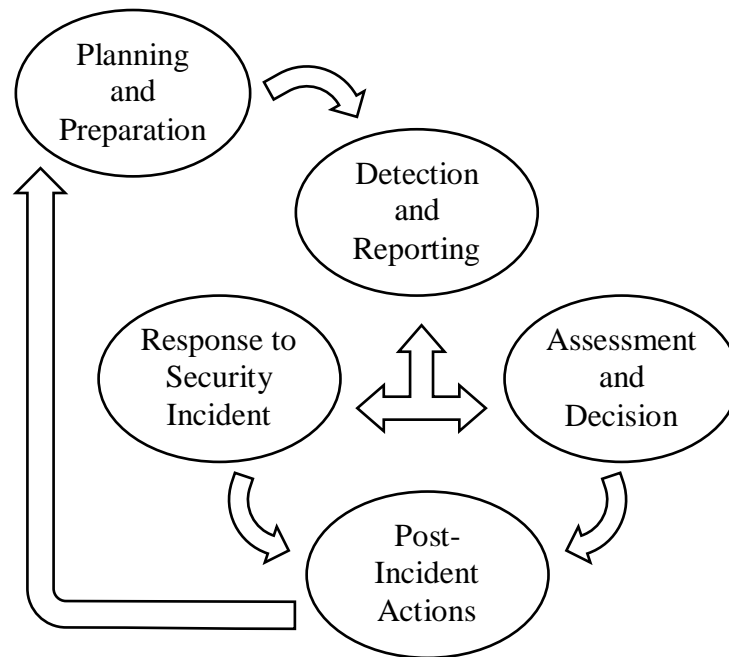 Planning
and
Preparation
Detection
and
Reporting
Response to
Security
Incident
Assessment
and
Decision
Post-
Incident
Actions